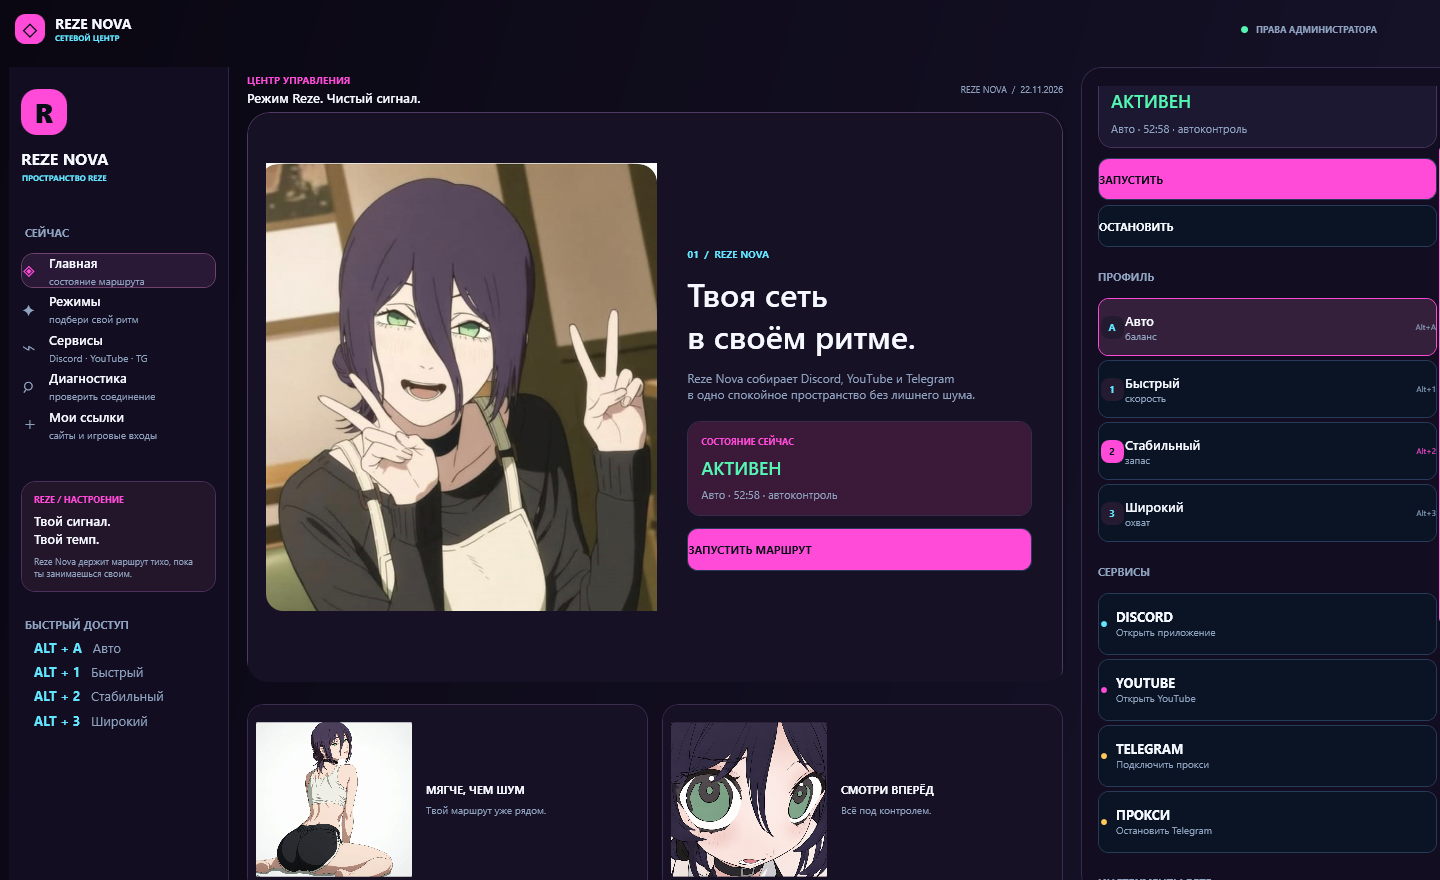 REZE NOVA
СЕТЕВОЙ ЦЕНТР
ПРАВА АДМИНИСТРАТОРА
R
REZE NOVA
ПРОСТРАНСТВО REZE
СЕЙЧАС
Главная
состояние маршрута
Режимы
подбери свой ритм
Сервисы
Discord · YouTube · TG
Диагностика
проверить соединение
Мои ссылки
сайты и игровые входы
REZE / НАСТРОЕНИЕ
Твой сигнал.
Твой темп.
Reze Nova держит маршрут тихо, пока
ты занимаешься своим.
БЫСТРЫЙ ДОСТУП
ALT + A Авто
ALT + 1 Быстрый
ALT + 2 Стабильный
ALT + 3 Широкий
ЦЕНТР УПРАВЛЕНИЯ
Режим Reze. Чистый сигнал.
REZE NOVA / 22.11.2026
01 / REZE NOVA
Твоя сеть
в своём ритме.
Reze Nova собирает Discord, YouTube и Telegram
в одно спокойное пространство без лишнего шума.
СОСТОЯНИЕ СЕЙЧАС
АКТИВЕН
Авто · 52:58 · автоконтроль
ЗАПУСТИТЬ МАРШРУТ
МЯГЧЕ, ЧЕМ ШУМ
Твой маршрут уже рядом.
СМОТРИ ВПЕРЁД
Всё под контролем.
АКТИВЕН
Авто · 52:58 · автоконтроль
ЗАПУСТИТЬ
ОСТАНОВИТЬ
ПРОФИЛЬ
A Авто Alt+A
баланс
1 Быстрый Alt+1
скорость
2 Стабильный Alt+2
запас
3 Широкий Alt+3
охват
СЕРВИСЫ
DISCORD
Открыть приложение
YOUTUBE
Открыть YouTube
TELEGRAM
Подключить прокси
ПРОКСИ
Остановить Telegram